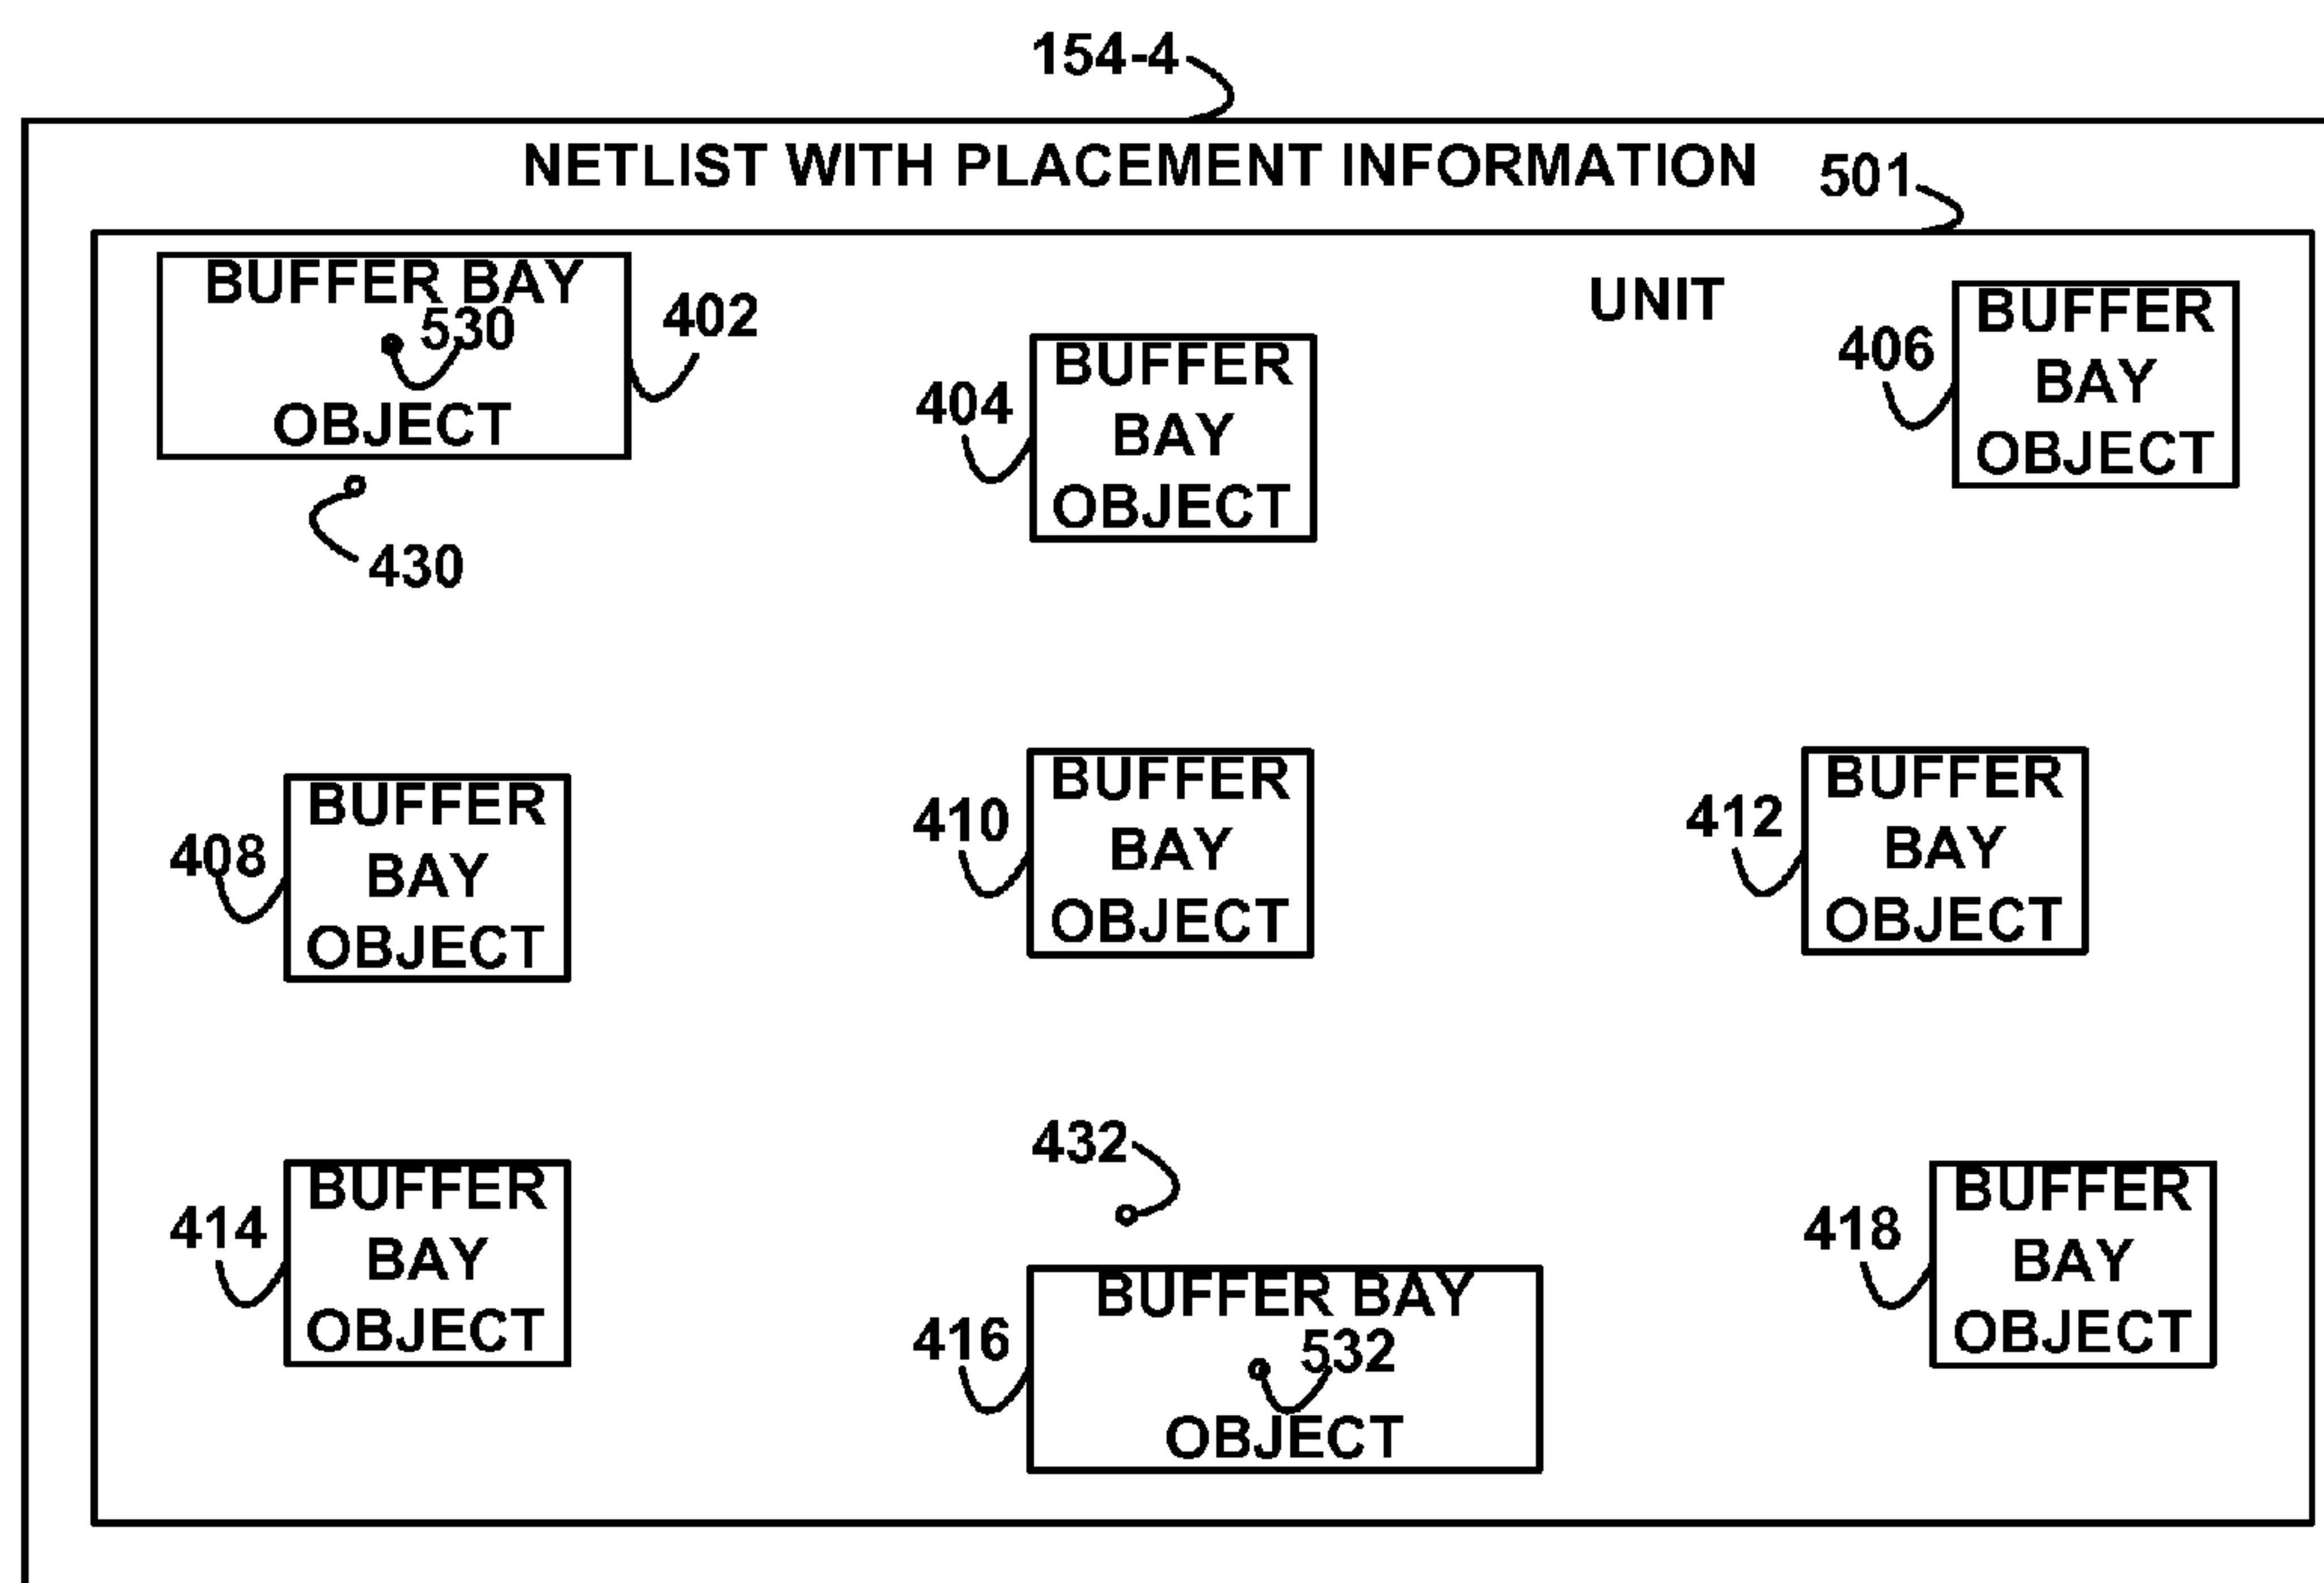 154-4
NETLIST WITH PLACEMENT INFORMATION
501
UNIT
BUFFER BAY
530
OBJECT
402
430
404
BUFFER
BAY
OBJECT
406
BUFFER
BAY
OBJECT
408
BUFFER
BAY
OBJECT
410
BUFFER
BAY
OBJECT
412
BUFFER
BAY
OBJECT
414
BUFFER
BAY
OBJECT
432
416
BUFFER BAY
532
OBJECT
418
BUFFER
BAY
OBJECT